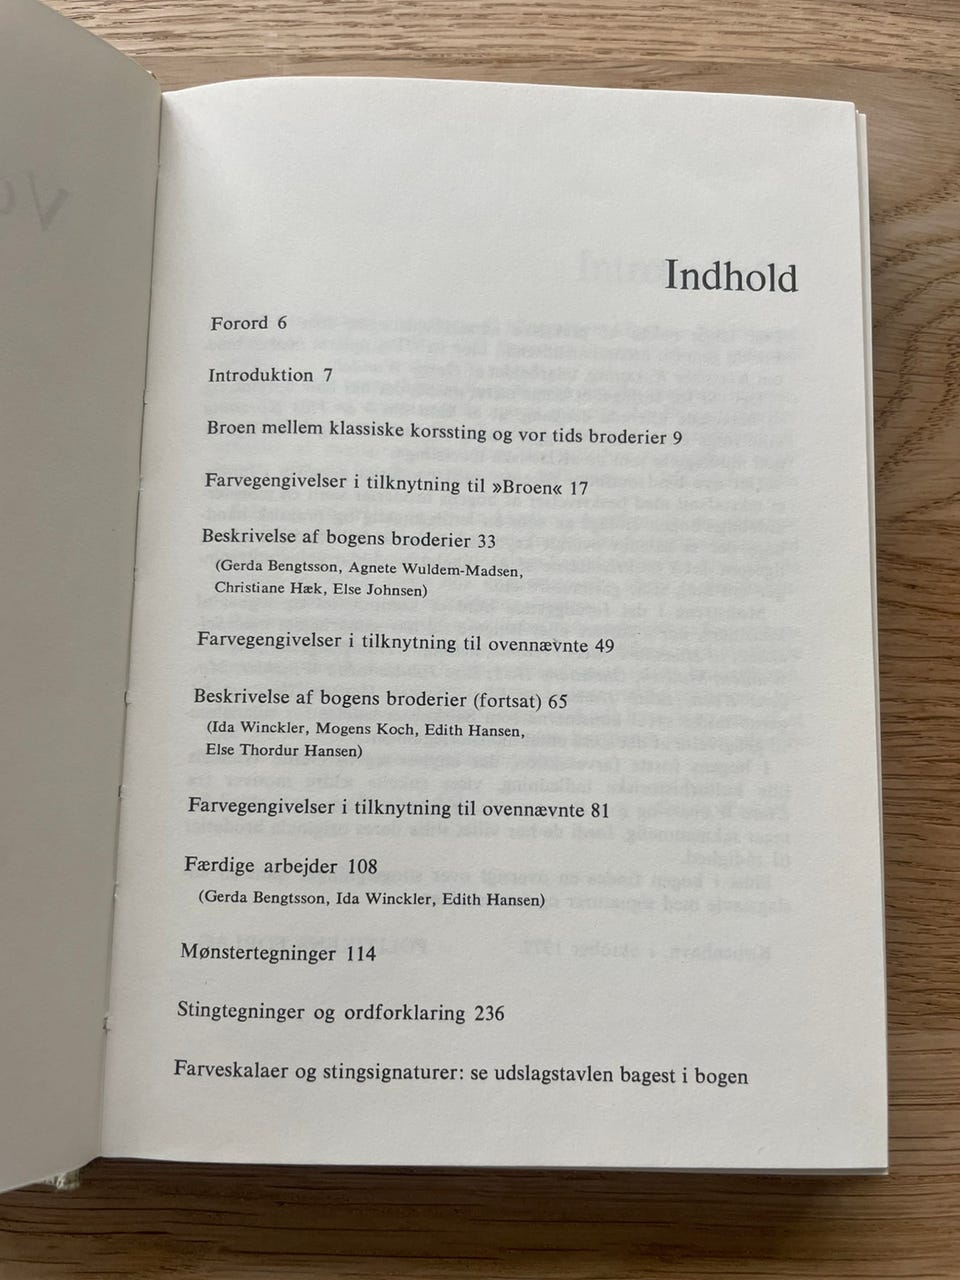 Indhold
Forord 6
Introduktion 7
Broen mellem klassiske korssting og vor tids broderier 9
Farvegengivelser i tilknytning til »Broen« 17
Beskrivelse af bogens broderier 33
(Gerda Bengtsson, Agnete Wuldem-Madsen,
Christiane Hæk, Else Johnsen)
Farvegengivelser i tilknytning til ovennævnte 49
Beskrivelse af bogens broderier (fortsat) 65
(Ida Winckler, Mogens Koch, Edith Hansen,
Else Thordur Hansen)
Farvegengivelser i tilknytning til ovennævnte 81
Færdige arbejder 108
(Gerda Bengtsson, Ida Winckler, Edith Hansen)
Mønstertegninger 114
Stingtegninger og ordforklaring 236
Farveskalaer og stingsignaturer: se udslagstavlen bagest i bogen